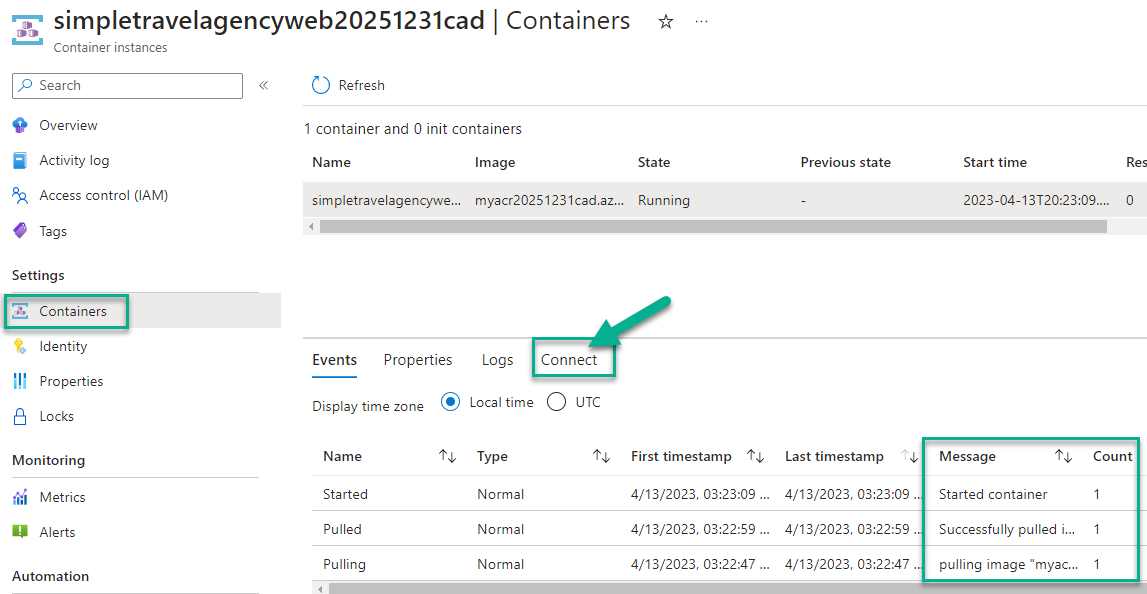 simpletravelagencyweb20251231cad | Containers
Container instances
Search
Overview
Activity log
Access control (IAM)
Tags
Settings
Containers
Identity
Properties
Locks
Monitoring
Metrics
Alerts
Automation
Refresh
1 container and 0 init containers
Name Image State Previous state Start time Res
simpletravelagencywe... myacr20251231cad.az... Running - 2023-04-13T20:23:09.... 0
Events Properties Logs Connect
Display time zone Local time UTC
Name Type First timestamp Last timestamp Message Count
Started Normal 4/13/2023, 03:23:09 ... 4/13/2023, 03:23:09 ... Started container 1
Pulled Normal 4/13/2023, 03:22:59 ... 4/13/2023, 03:22:59 ... Successfully pulled i... 1
Pulling Normal 4/13/2023, 03:22:47 ... 4/13/2023, 03:22:47 ... pulling image "myac... 1